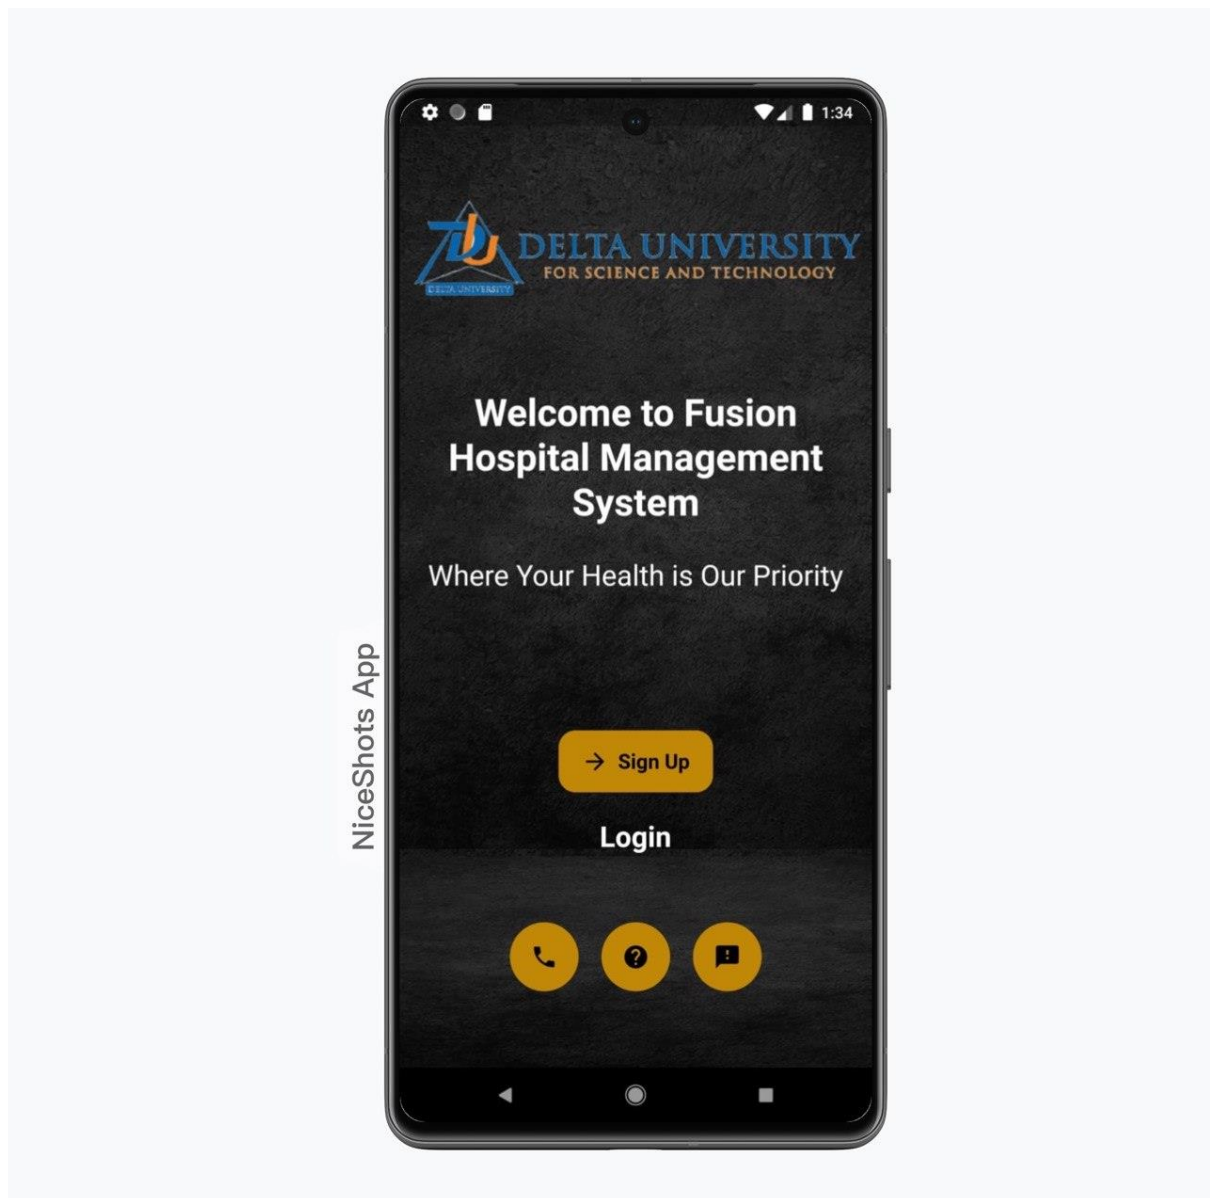 1:34
DELTA UNIVERSITY
FOR SCIENCE AND TECHNOLOGY
DU
DELTA UNIVERSITY
Welcome to Fusion
Hospital Management
System
Where Your Health is Our Priority
Sign Up
Login
NiceShots App